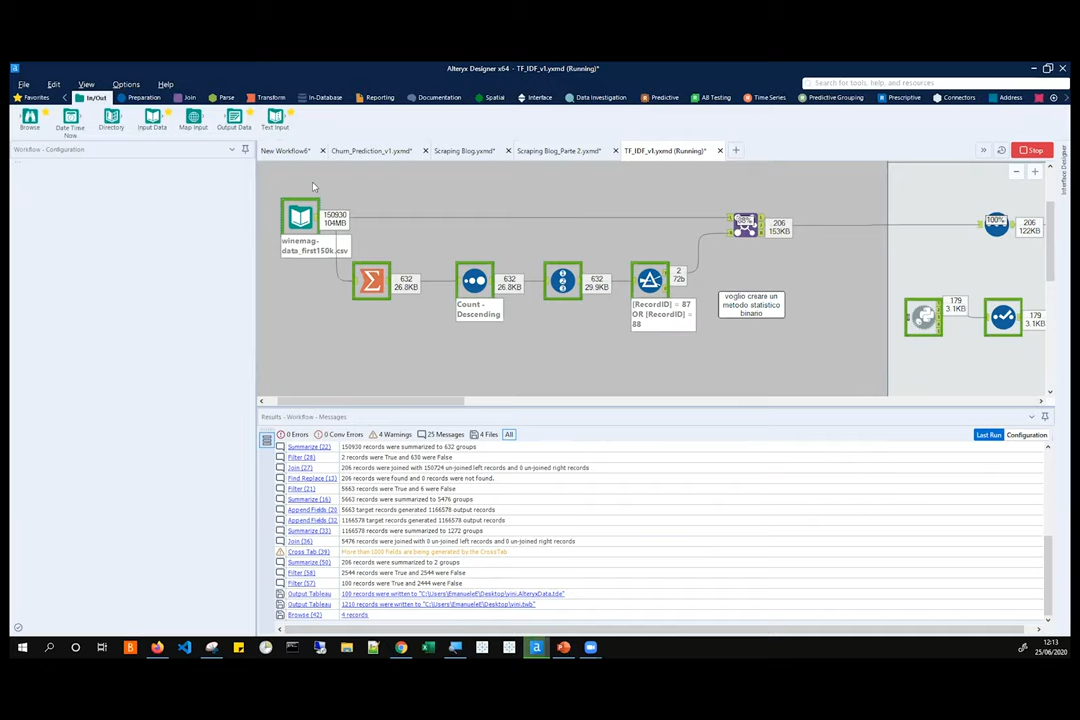 Alteryx Designer x64 - TF_IDF_v1.yxmd (Running)*
File Edit View Options Help
Search for tools, help, and resources
Favorites In/Out Preparation Join Parse Transform In-Database Reporting Documentation Spatial Interface Data Investigation Predictive AB Testing Time Series Predictive Grouping Prescriptive Connectors Address
Browse Date Time Now Directory Input Data Map Input Output Data Text Input
Workflow - Configuration
New Workflow6* Churn_Prediction_v1.yxmd* Scraping Blog.yxmd* Scraping Blog_Parte 2.yxmd* TF_IDF_v1.yxmd (Running)*
Stop
Interface Designer
150930
104MB
winemag-
data_first150k.csv
98%
206
153KB
100%
206
122KB
632
26.8KB
632
26.8KB
632
29.9KB
2
72b
Count -
Descending
[RecordID] = 87
OR [RecordID] =
88
voglio creare un
metodo statistico
binario
179
3.1KB
179
3.1KB
Results - Workflow - Messages
0 Errors 0 Conv Errors 4 Warnings 25 Messages 4 Files All
Last Run Configuration
Summarize (22) 150930 records were summarized to 632 groups
Filter (28) 2 records were True and 630 were False
Join (27) 206 records were joined with 150724 un-joined left records and 0 un-joined right records
Find Replace (13) 206 records were found and 0 records were not found.
Filter (21) 5663 records were True and 6 were False
Summarize (16) 5663 records were summarized to 5476 groups
Append Fields (20 5663 target records generated 1166578 output records
Append Fields (32 1166578 target records generated 1166578 output records
Summarize (33) 1166578 records were summarized to 1272 groups
Join (36) 5476 records were joined with 0 un-joined left records and 0 un-joined right records
Cross Tab (39) More than 1000 fields are being generated by the CrossTab
Summarize (50) 206 records were summarized to 2 groups
Filter (58) 2544 records were True and 2544 were False
Filter (57) 100 records were True and 2444 were False
Output Tableau 100 records were written to "C:\Users\EmanueleE\Desktop\vini.AlteryxData.tde"
Output Tableau 1210 records were written to "C:\Users\EmanueleE\Desktop\vini.twb"
Browse (42) 4 records
12:13
25/06/2020